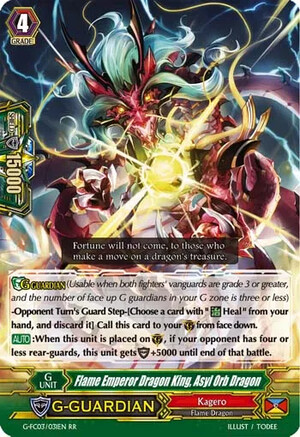 4
GRADE
15000
Fortune will not come, to those who
make a move on a dragon's treasure.
G GUARDIAN (Usable when both fighters' vanguards are grade 3 or greater,
and the number of face up G guardians in your G zone is three or less)
-Opponent Turn's Guard Step-[Choose a card with " Heal" from your
hand, and discard it] Call this card to your from face down.
AUTO:When this unit is placed on, if your opponent has four or
less rear-guards, this unit gets +5000 until end of that battle.
G
UNIT
Flame Emperor Dragon King, Asyl Orb Dragon
G-GUARDIAN
Kagero
Flame Dragon
G-FC03/031EN RR
ILLUST / TODEE